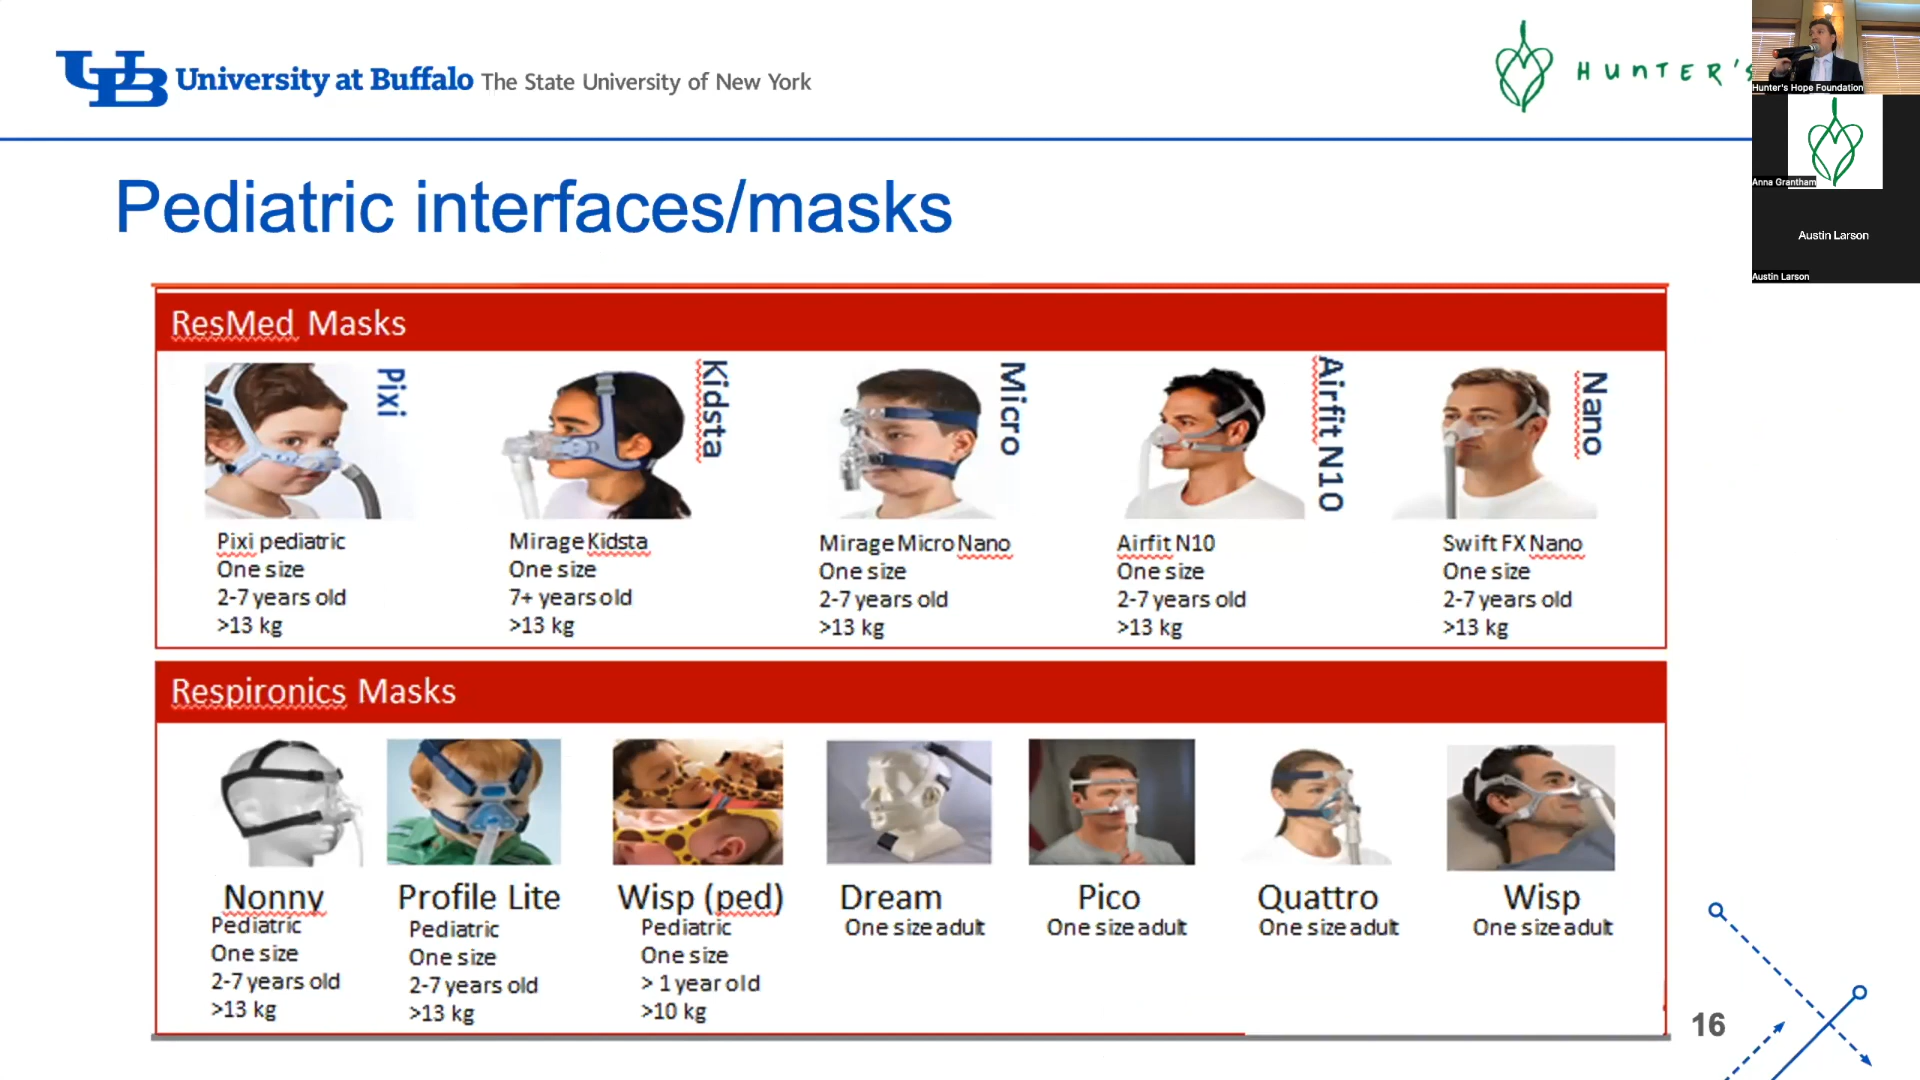 UB University at Buffalo The State University of New York
HUNTER'S
Hunter's Hope Foundation
Anna Grantham
Austin Larson
Austin Larson
Pediatric interfaces/masks
ResMed Masks
Pixi
Kidsta
Micro
Airfit N10
Nano
Pixi pediatric
One size
2-7 years old
>13 kg
Mirage Kidsta
One size
7+ years old
>13 kg
Mirage Micro Nano
One size
2-7 years old
>13 kg
Airfit N10
One size
2-7 years old
>13 kg
Swift FX Nano
One size
2-7 years old
>13 kg
Respironics Masks
Nonny
Pediatric
One size
2-7 years old
>13 kg
Profile Lite
Pediatric
One size
2-7 years old
>13 kg
Wisp (ped)
Pediatric
One size
> 1 year old
>10 kg
Dream
One size adult
Pico
One size adult
Quattro
One size adult
Wisp
One size adult
16